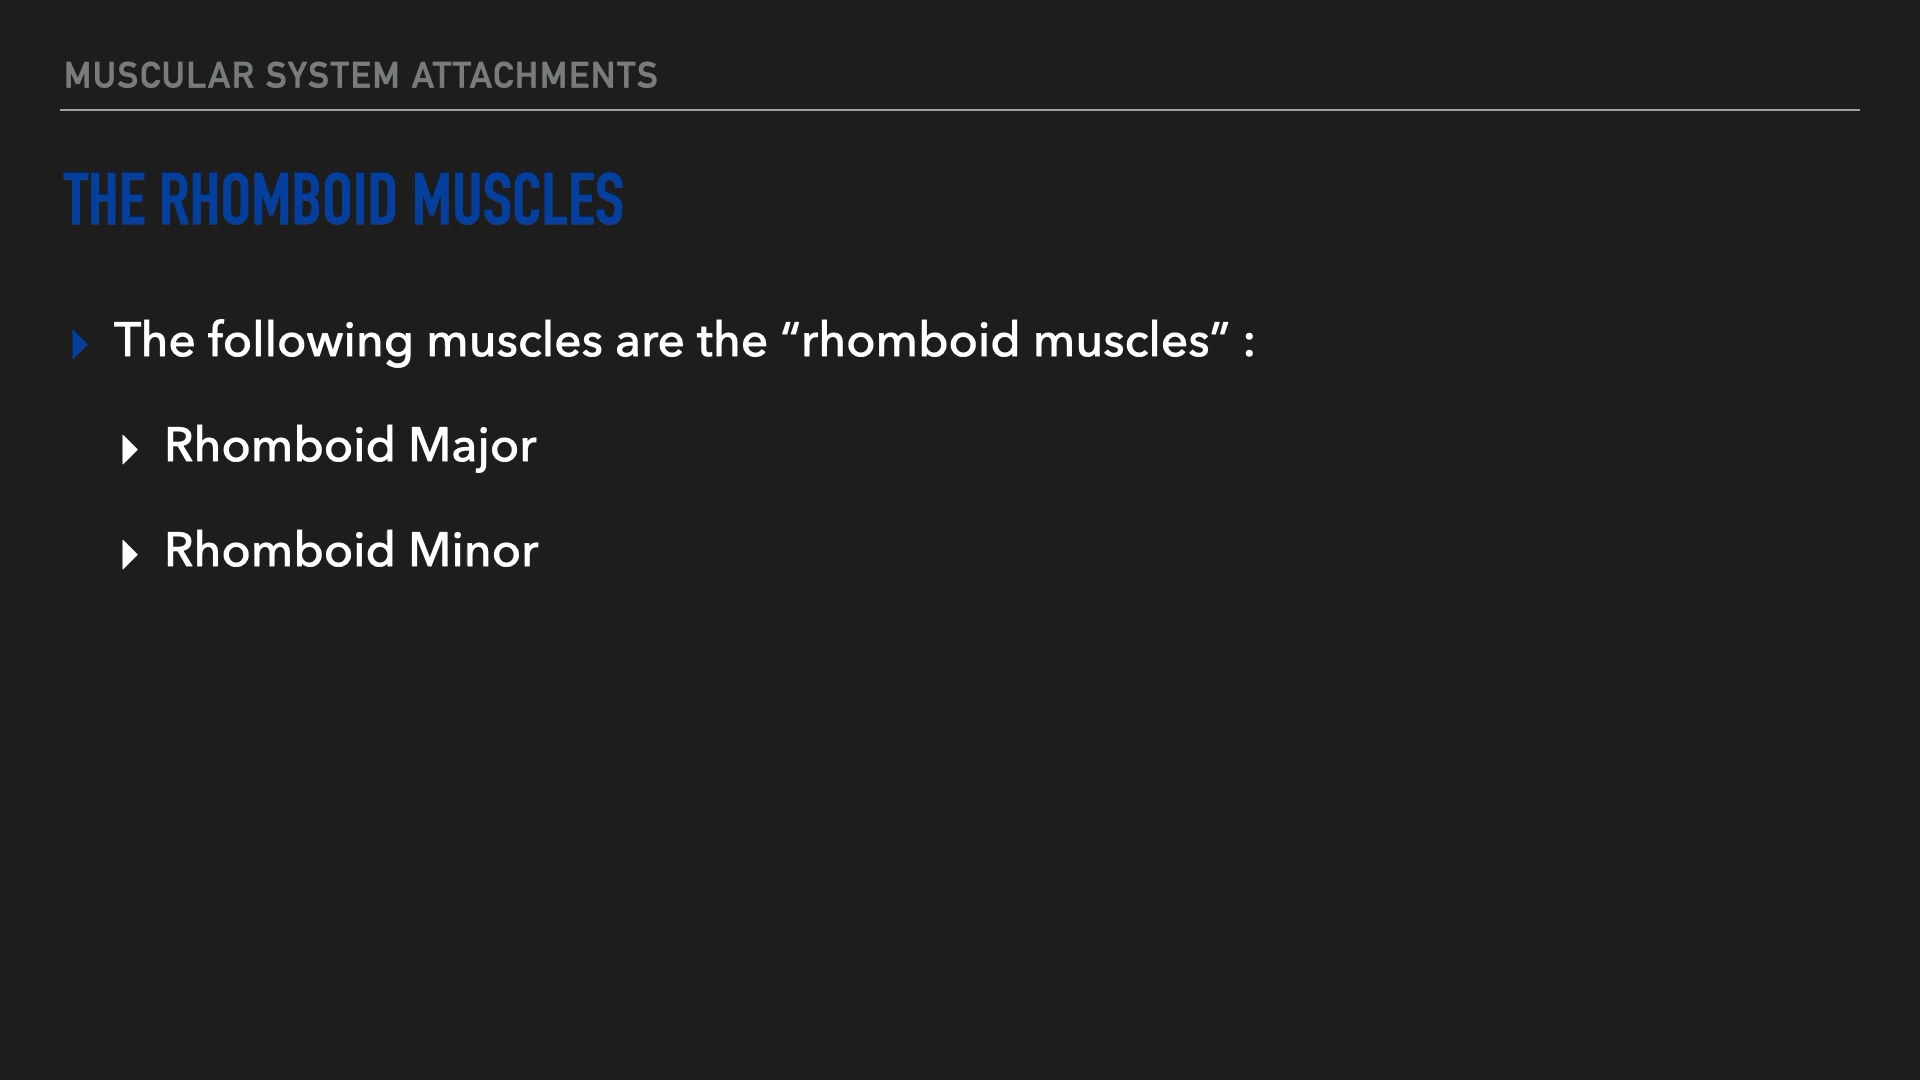 MUSCULAR SYSTEM ATTACHMENTS
THE RHOMBOID MUSCLES
The following muscles are the “rhomboid muscles” :
Rhomboid Major
Rhomboid Minor